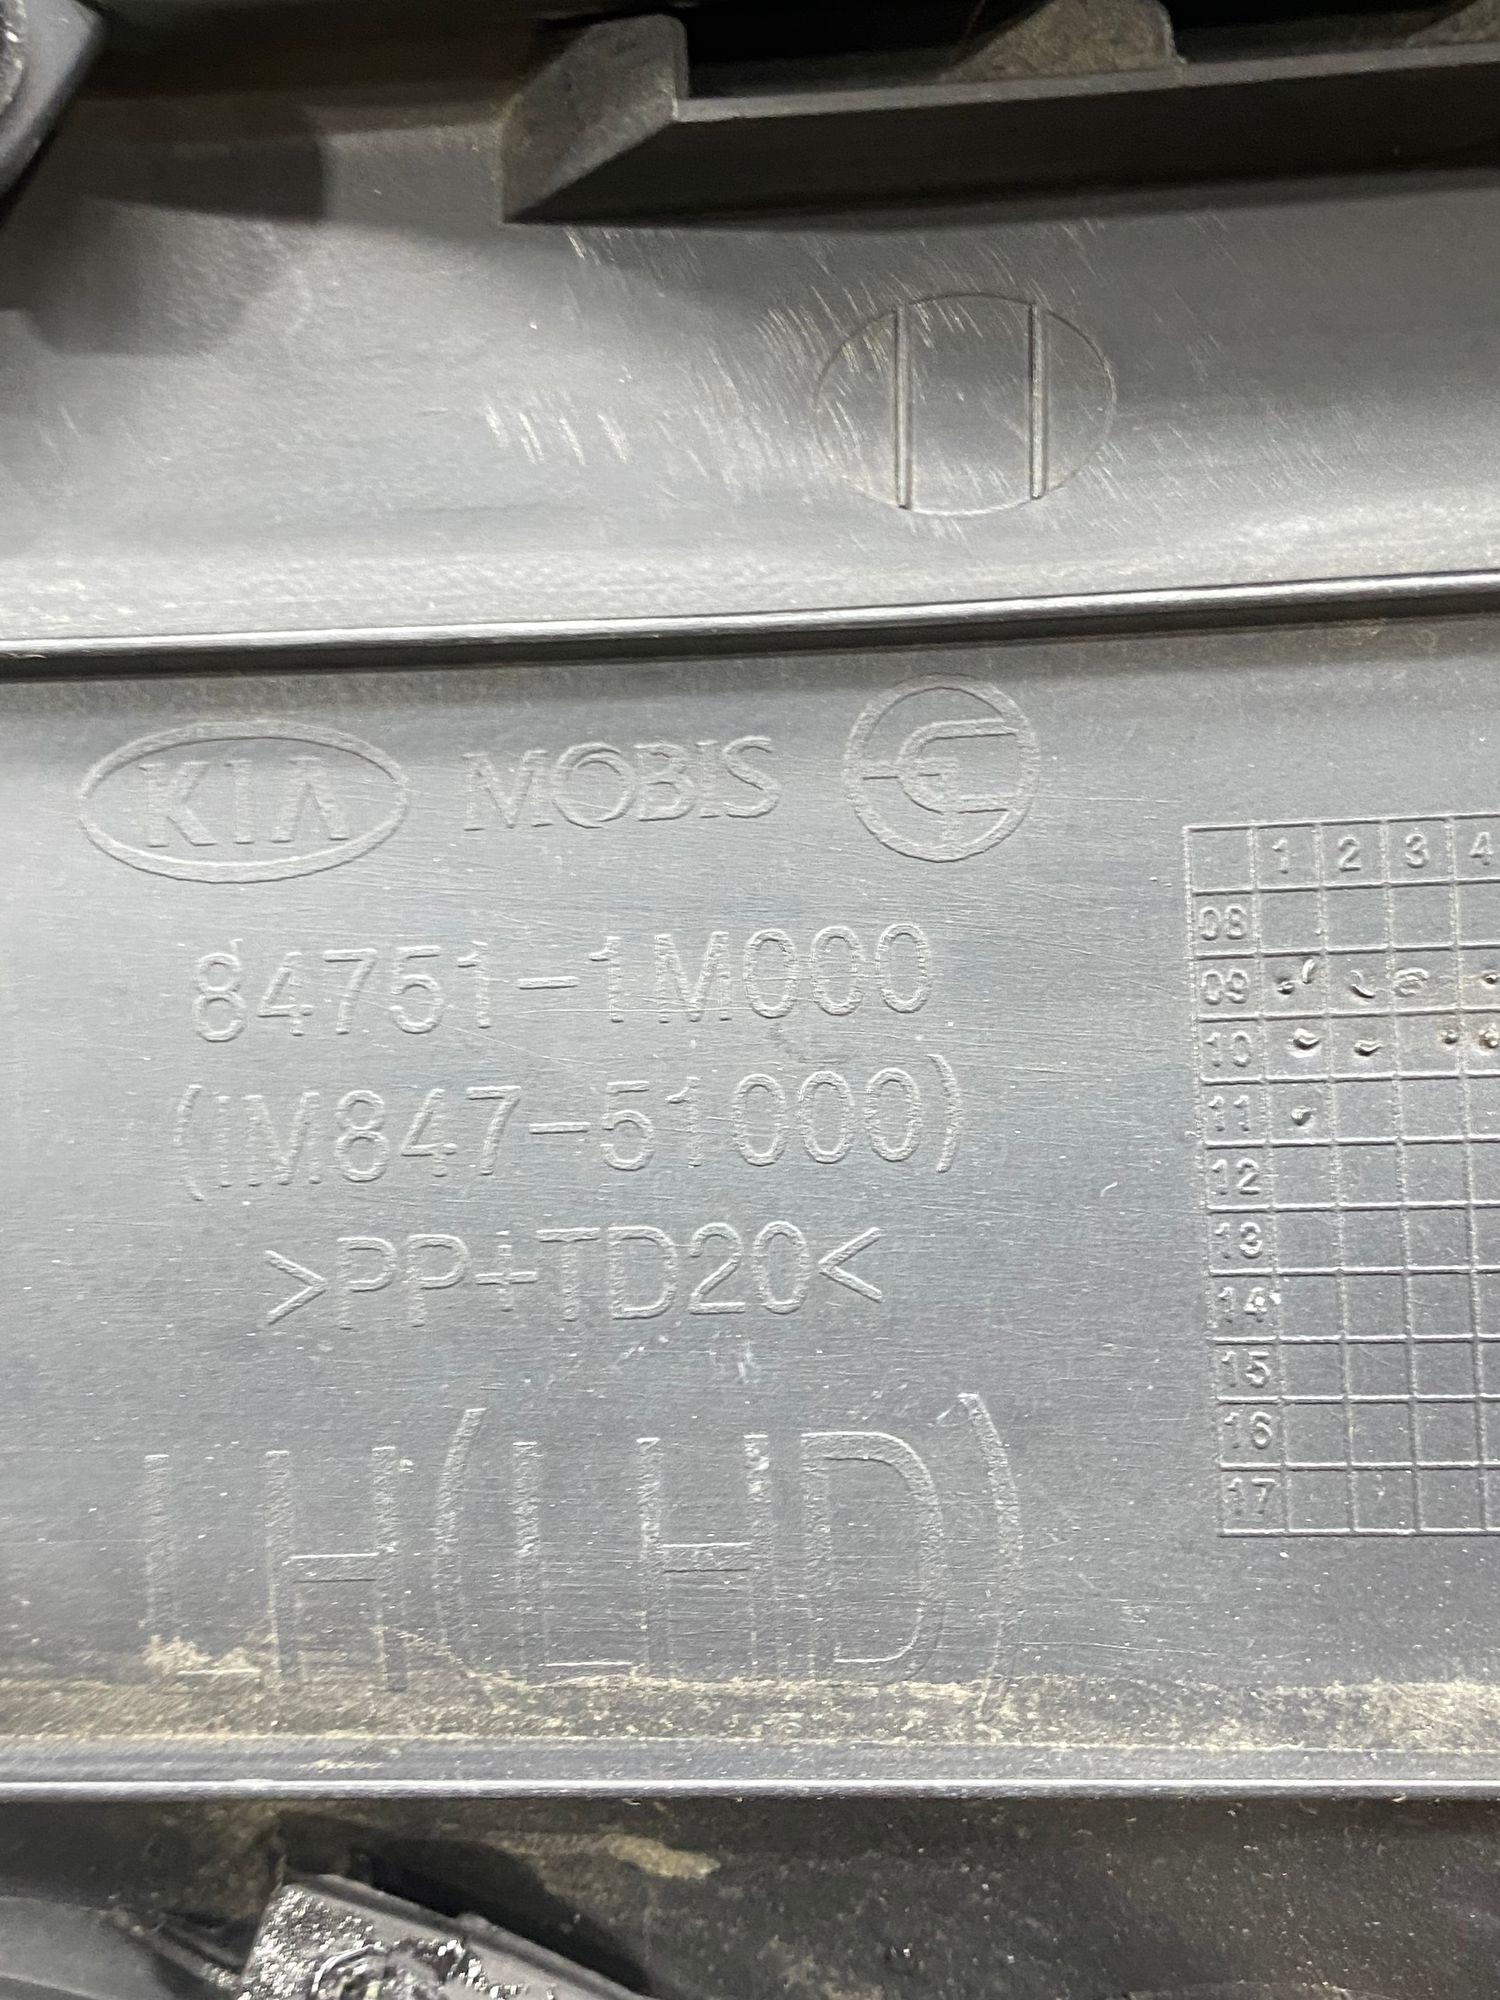 KIA MOBIS
84751-1M000
(1M847-51000)
>PP+TD20<
LH(LHD)
1 2 3 4
08
09
10
11
12
13
14
15
16
17